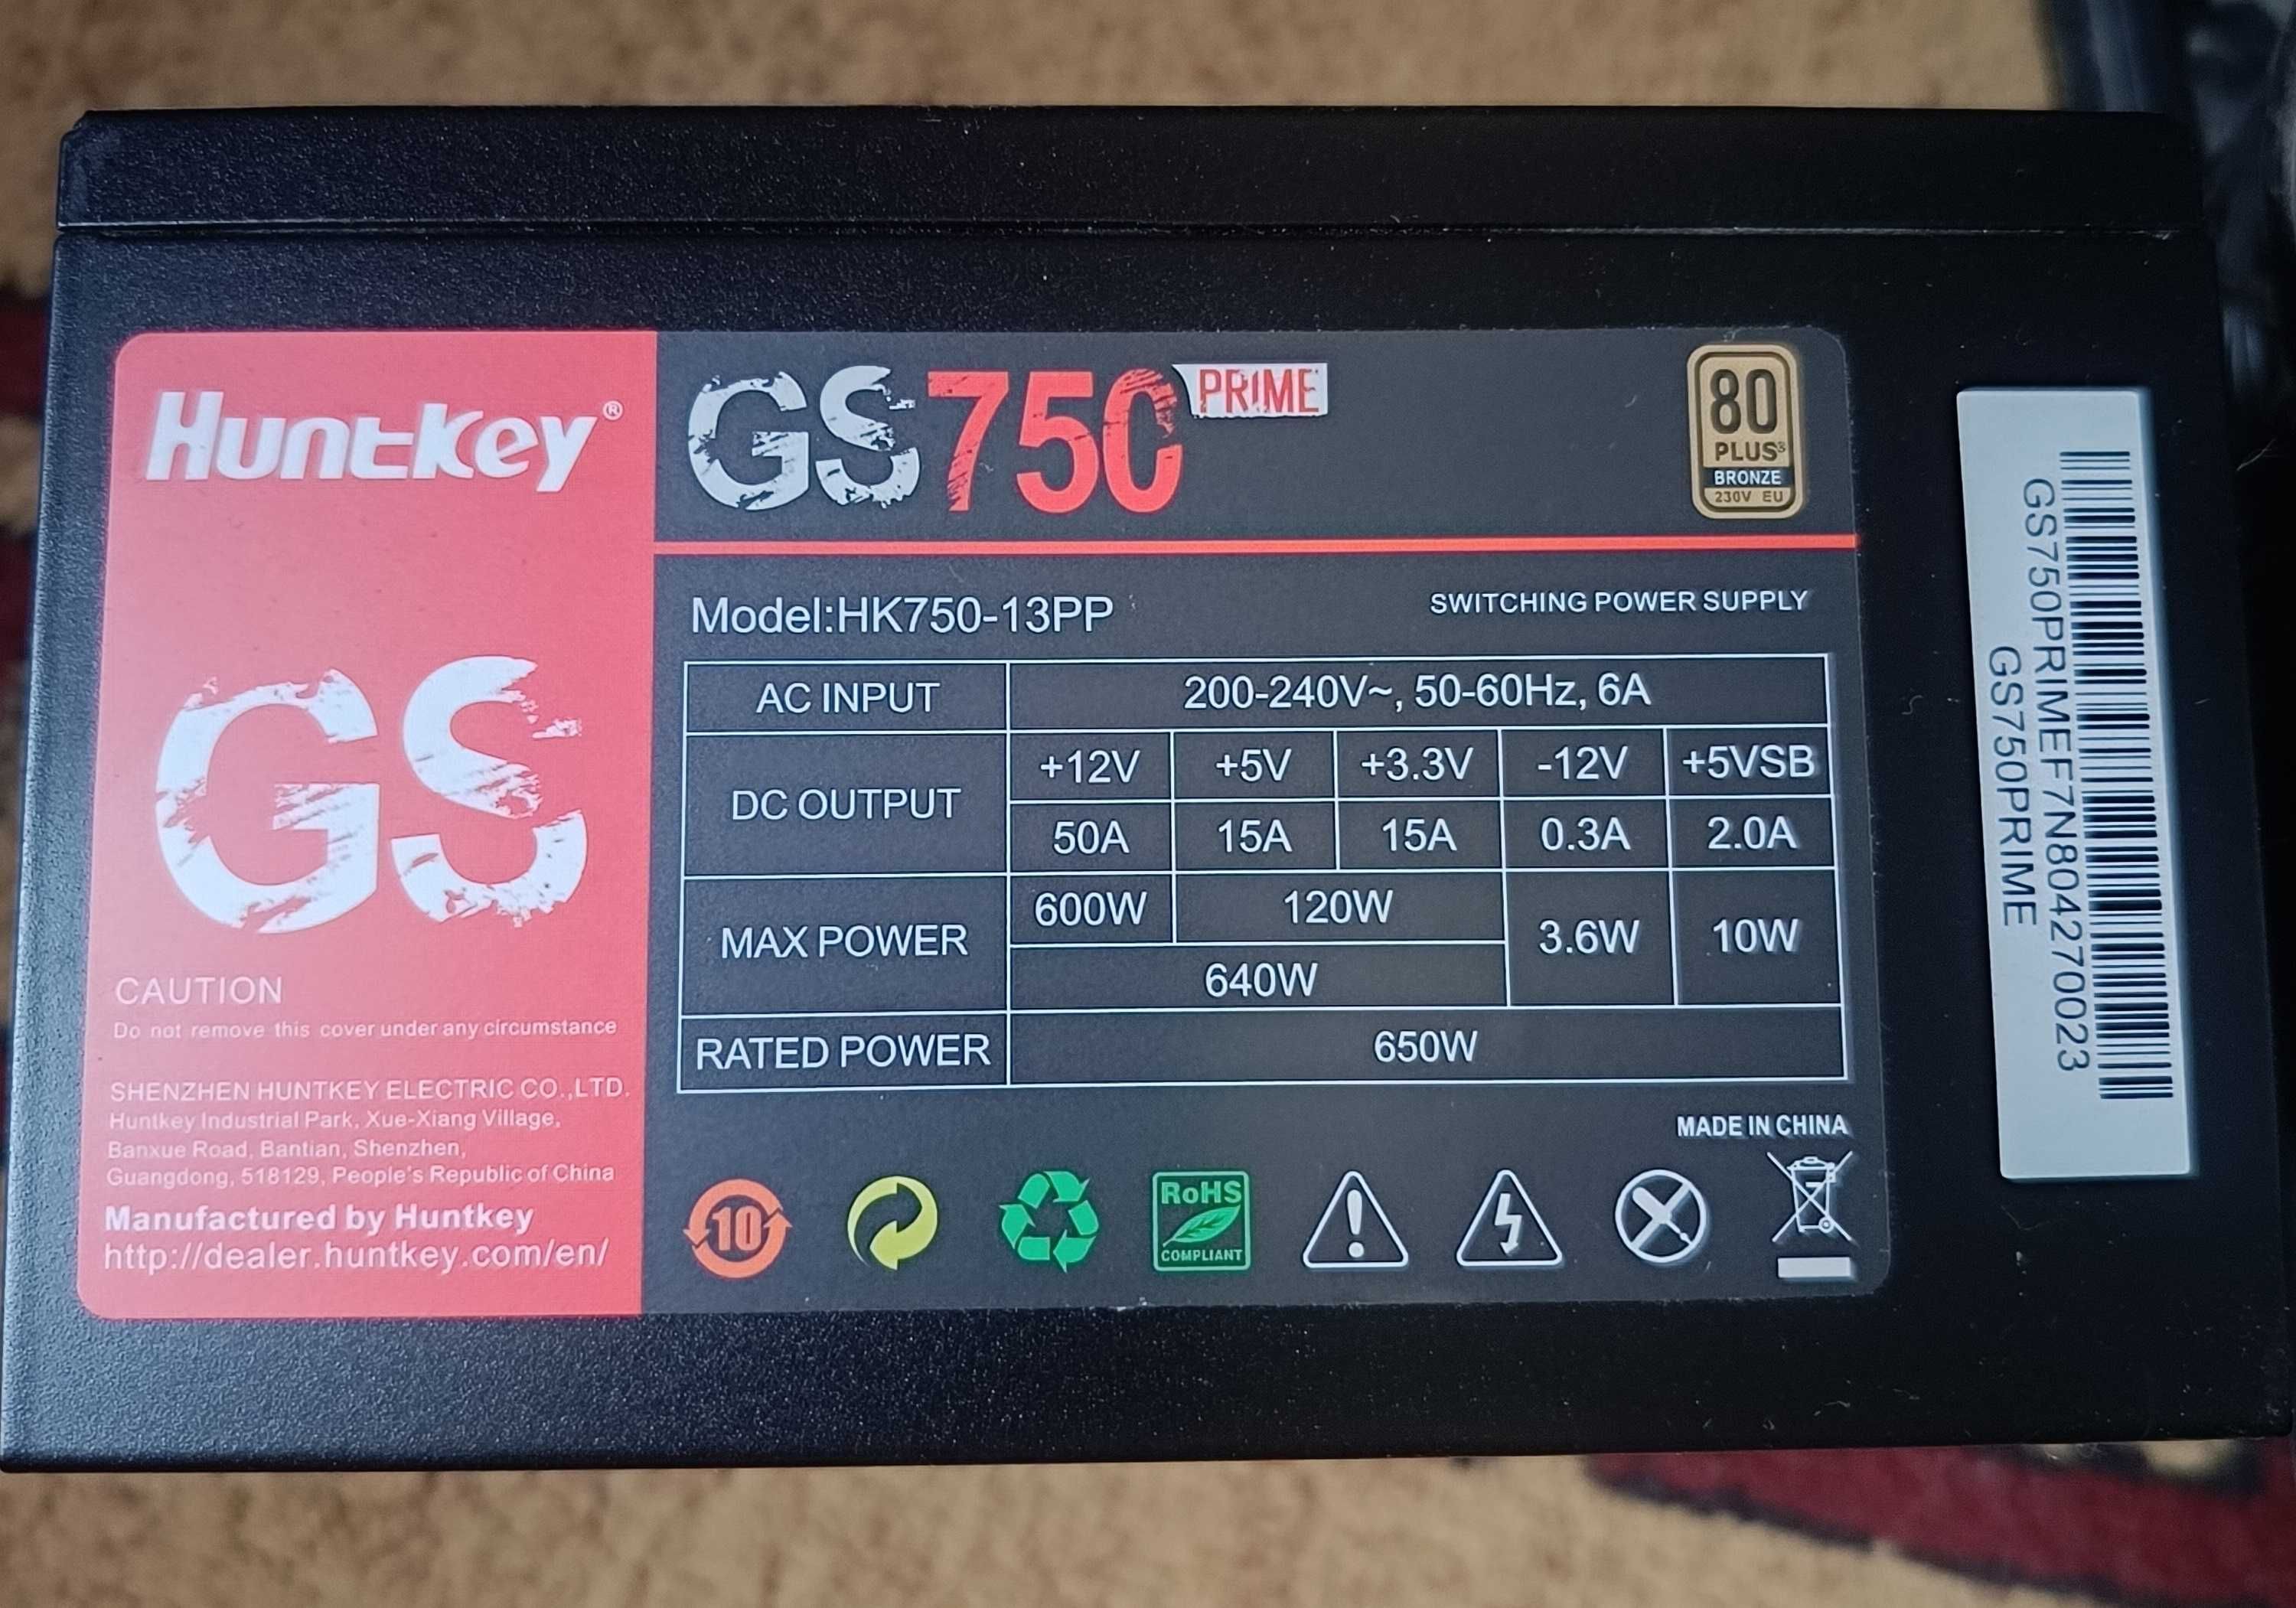 Huntkey®
GS
CAUTION
Do not remove this cover under any circumstance
SHENZHEN HUNTKEY ELECTRIC CO.,LTD.
Huntkey Industrial Park, Xue-Xiang Village,
Banxue Road, Bantian, Shenzhen,
Guangdong, 518129, People's Republic of China
Manufactured by Huntkey
http://dealer.huntkey.com/en/
GS750 PRIME
80
PLUS®
BRONZE
230V EU
Model:HK750-13PP
SWITCHING POWER SUPPLY
AC INPUT 200-240V~, 50-60Hz, 6A
DC OUTPUT +12V +5V +3.3V -12V +5VSB
50A 15A 15A 0.3A 2.0A
MAX POWER 600W 120W 3.6W 10W
640W
RATED POWER 650W
MADE IN CHINA
10
RoHS
COMPLIANT
GS750PRIMEF7N804270023
GS750PRIME